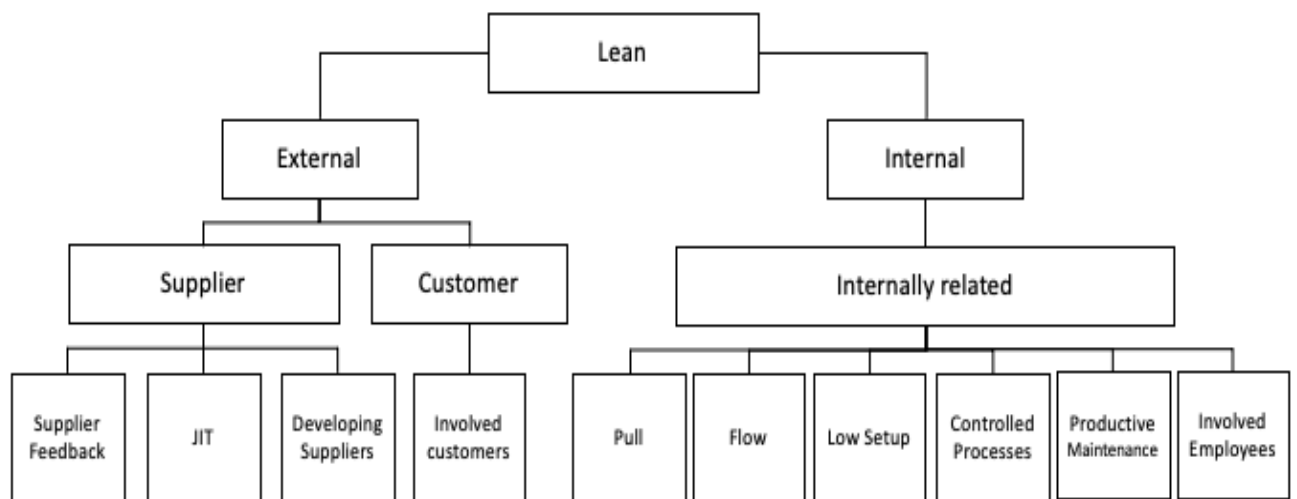 Lean
External
Internal
Supplier
Customer
Internally related
Supplier
Feedback
JIT
Developing
Suppliers
Involved
customers
Pull
Flow
Low Setup
Controlled
Processes
Productive
Maintenance
Involved
Employees